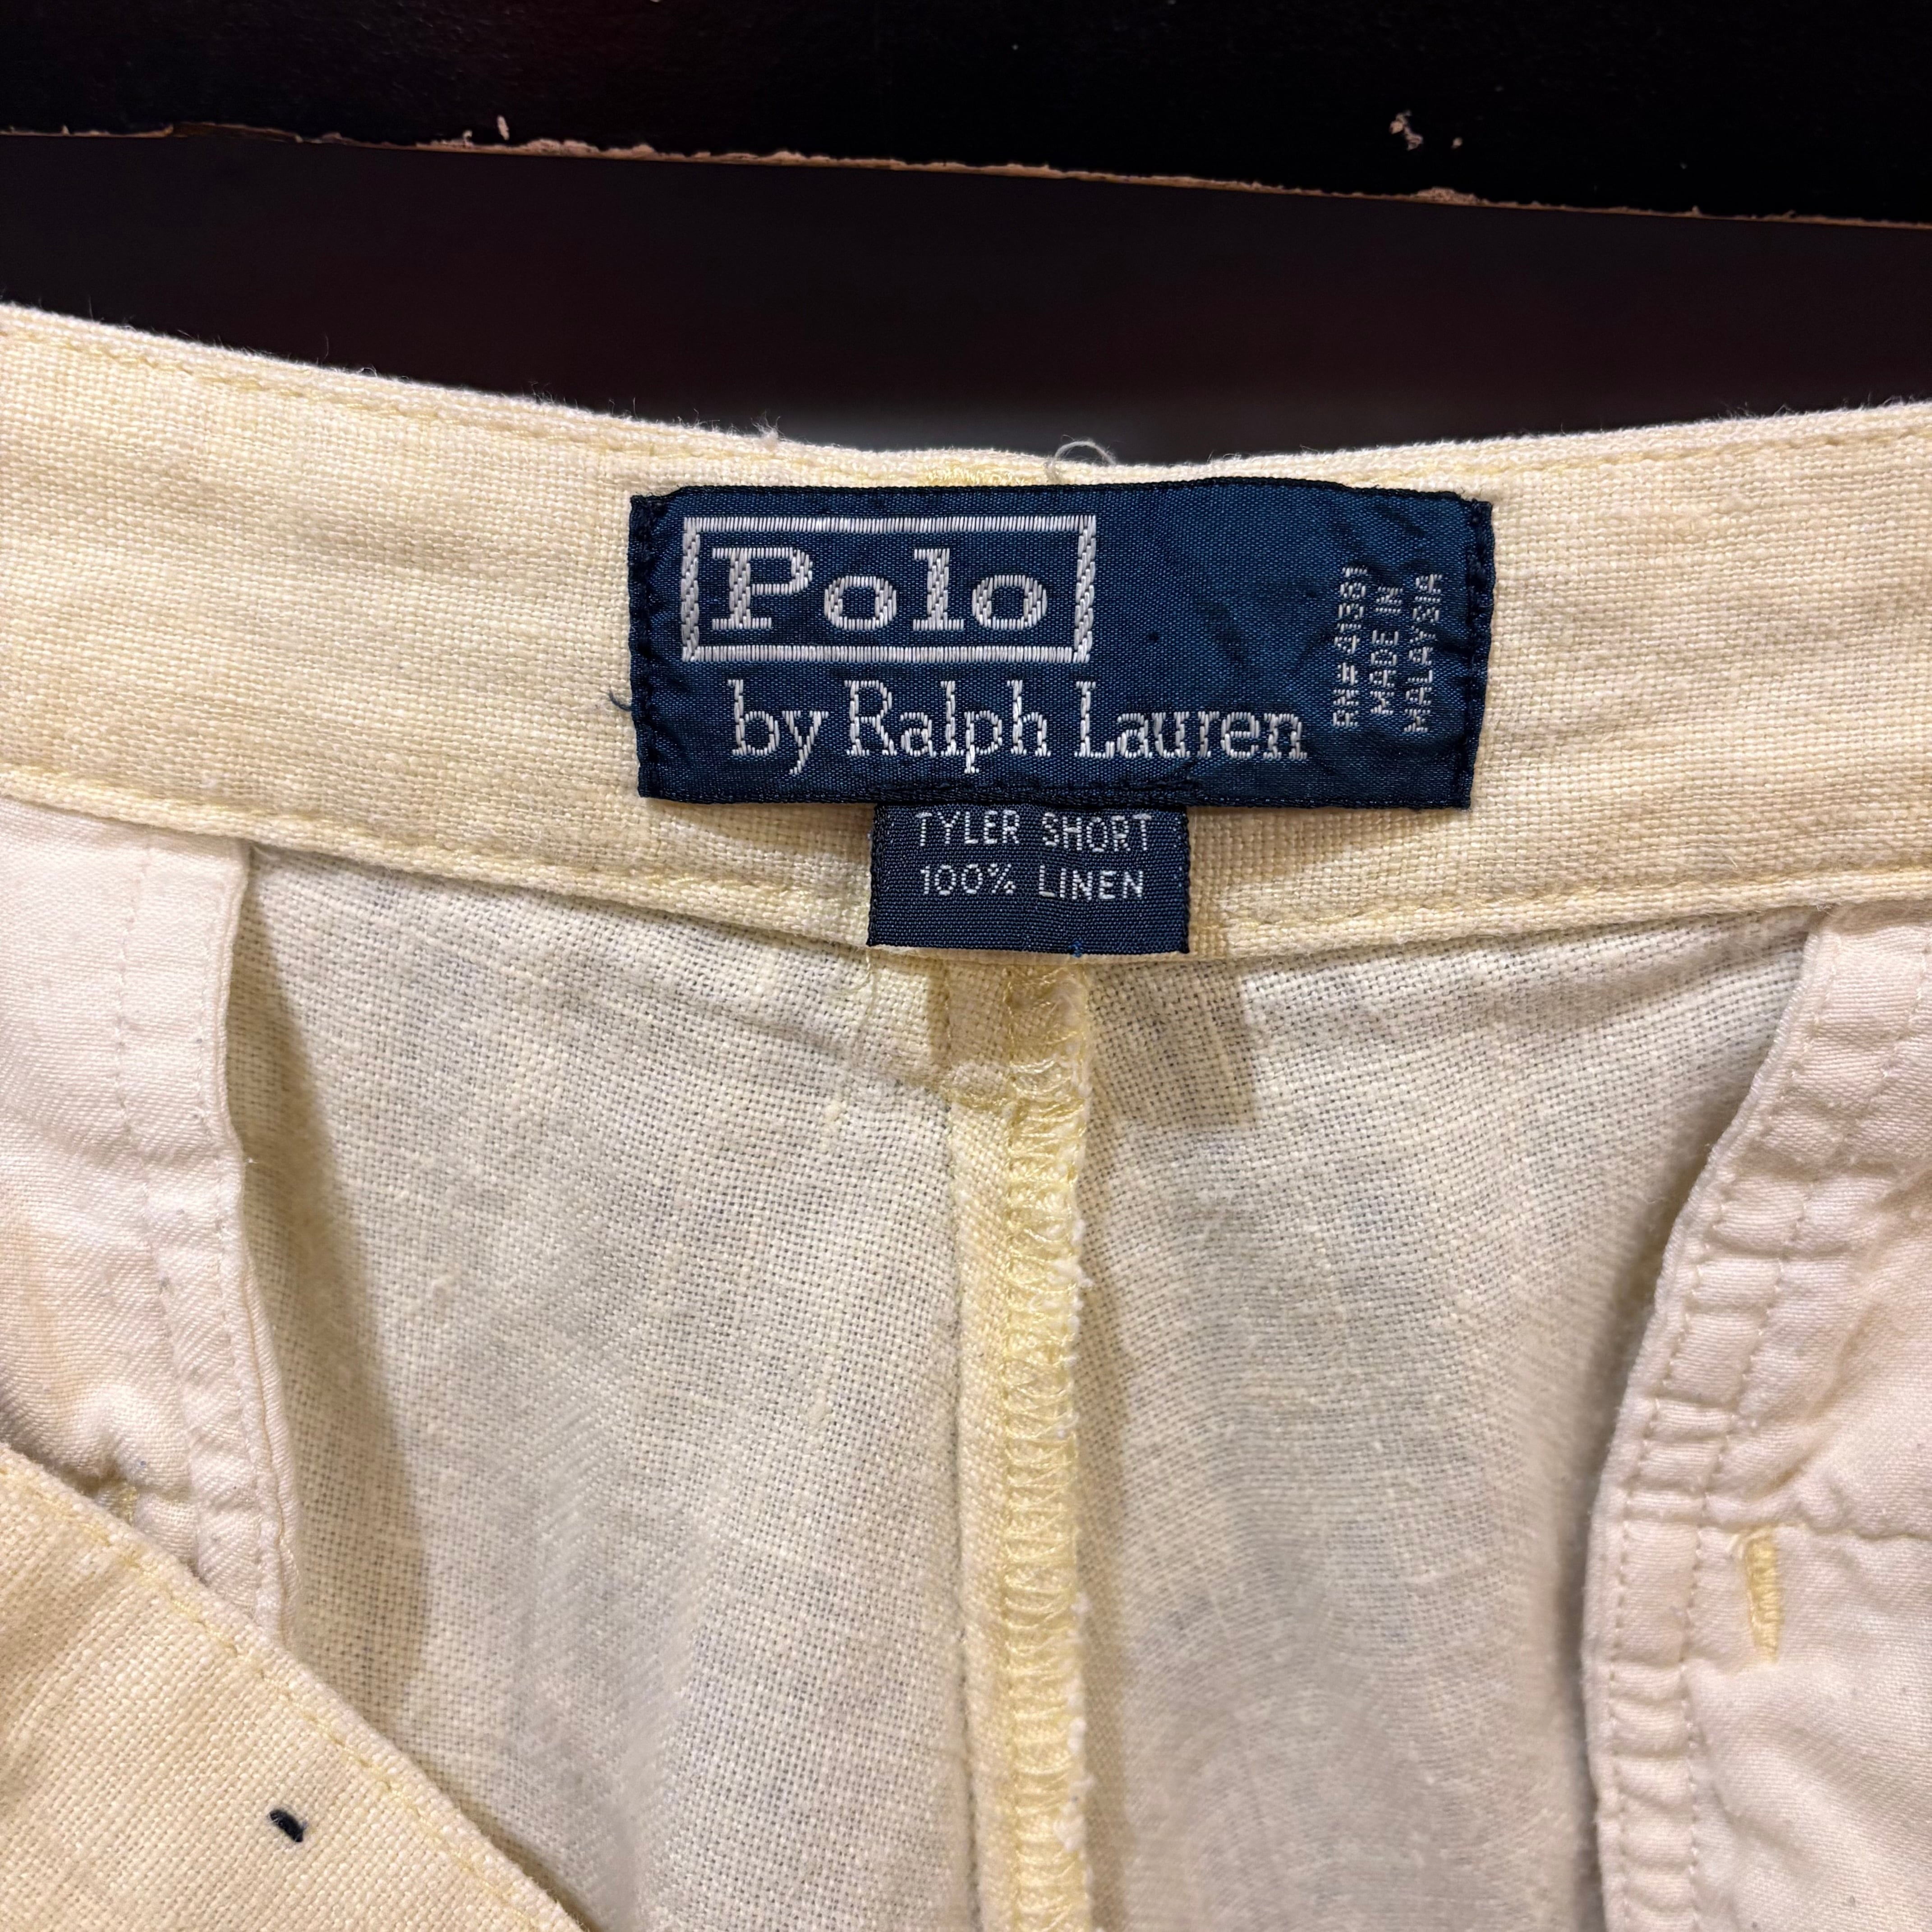 Polo
by Ralph Lauren
RN# 41381
MADE IN
MALAYSIA
TYLER SHORT
100% LINEN